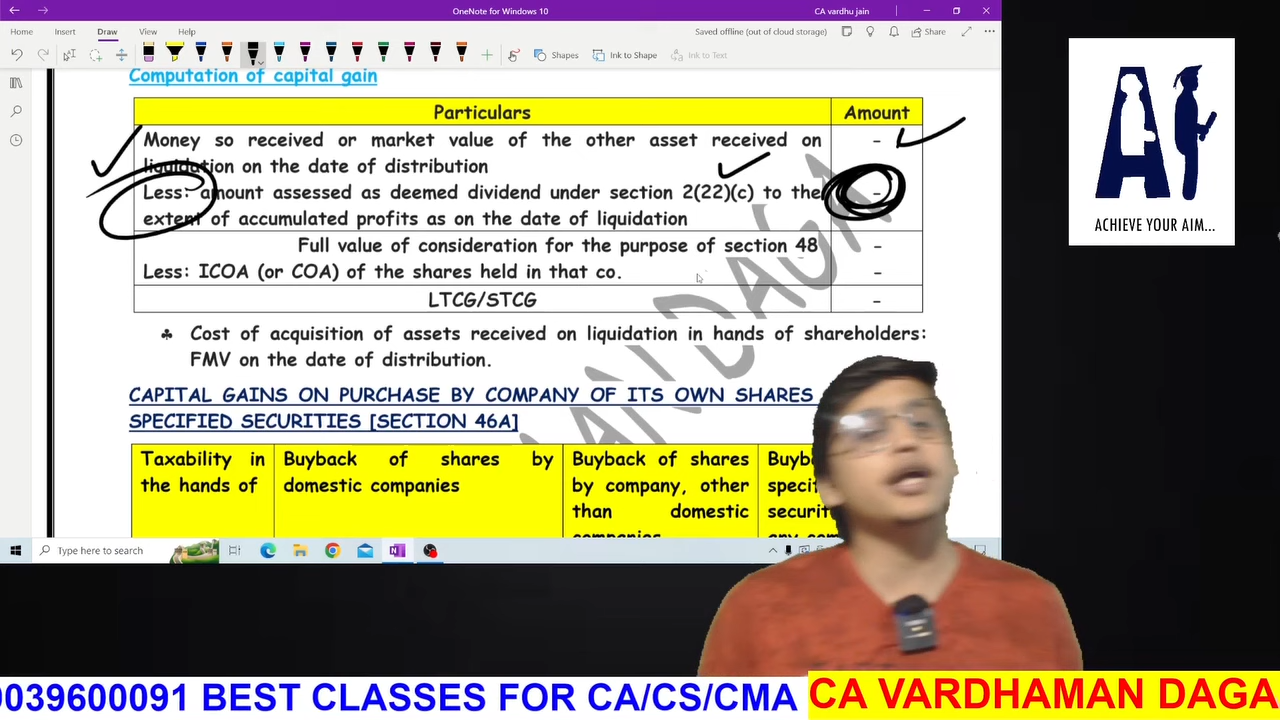 OneNote for Windows 10
CA vardhu jain
Home Insert Draw View Help
Saved offline (out of cloud storage)
Share
Shapes
Ink to Shape
Ink to Text
Computation of capital gain
Particulars Amount
Money so received or market value of the other asset received on -
liquidation on the date of distribution
Less: amount assessed as deemed dividend under section 2(22)(c) to the -
extent of accumulated profits as on the date of liquidation
Full value of consideration for the purpose of section 48 -
Less: ICOA (or COA) of the shares held in that co. -
LTCG/STCG -
♣ Cost of acquisition of assets received on liquidation in hands of shareholders:
FMV on the date of distribution.
CAPITAL GAINS ON PURCHASE BY COMPANY OF ITS OWN SHARES
SPECIFIED SECURITIES [SECTION 46A]
Taxability in Buyback of shares by Buyback of shares
the hands of domestic companies by company, other
than domestic
companies
any
DAGA
Type here to search
AI
ACHIEVE YOUR AIM...
0039600091 BEST CLASSES FOR CA/CS/CMA
CA VARDHAMAN DAGA